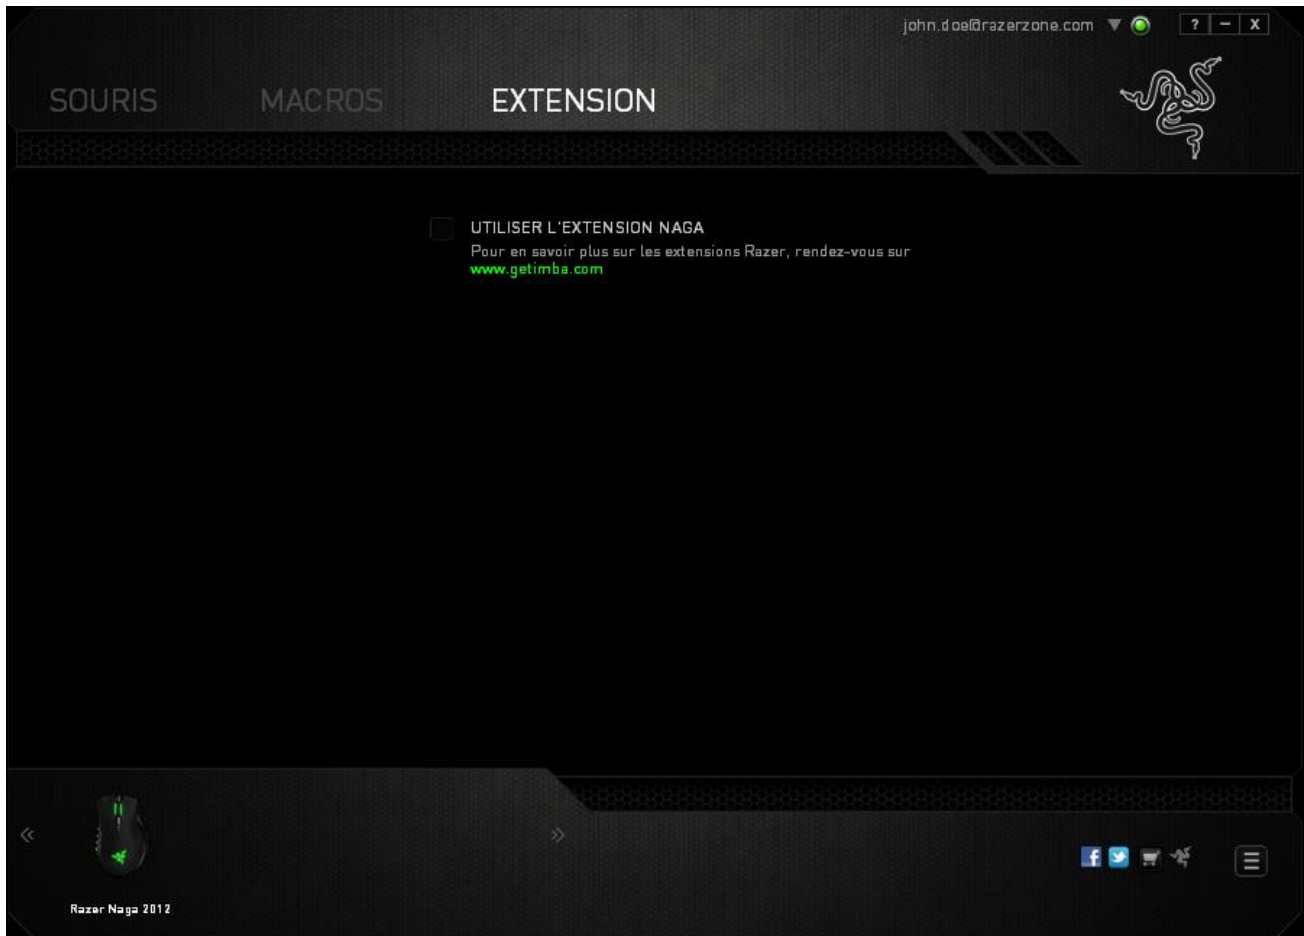 john.doe@razerzone.com
? – X
SOURIS MACROS EXTENSION
UTILISER L'EXTENSION NAGA
Pour en savoir plus sur les extensions Razer, rendez-vous sur
www.getimba.com
Razer Naga 2012